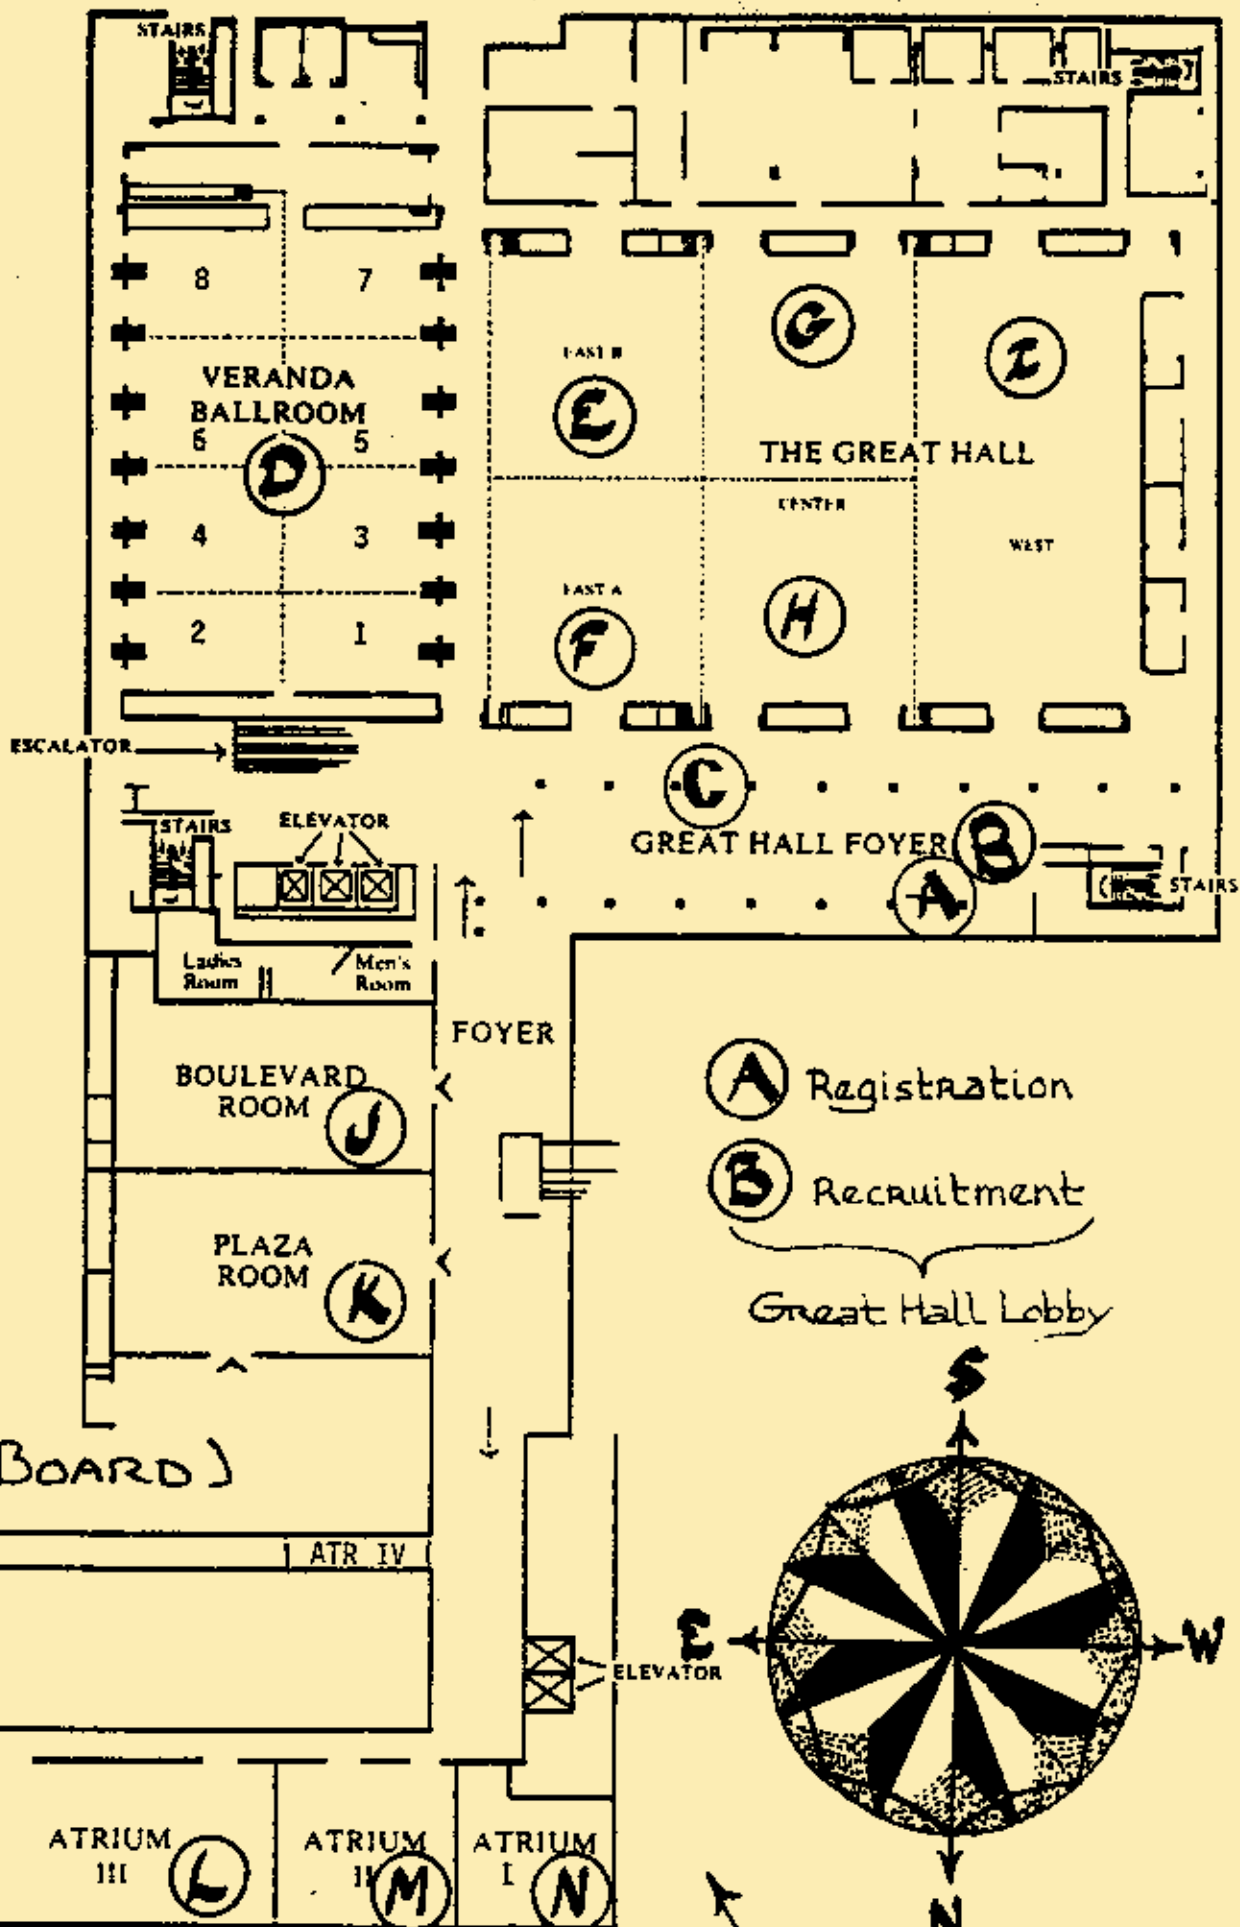 STAIRS
STAIRS
8
7
EAST B
G
I
VERANDA
BALLROOM
E
6
5
D
THE GREAT HALL
CENTER
4
3
WEST
EAST A
2
1
F
H
ESCALATOR
C
STAIRS
ELEVATOR
GREAT HALL FOYER
B
A
STAIRS
Ladies
Room
Men's
Room
FOYER
BOULEVARD
ROOM
J
A Registration
B Recruitment
PLAZA
ROOM
K
Great Hall Lobby
S
BOARD)
ATR IV
E
W
ELEVATOR
ATRIUM
III
L
ATRIUM
II
M
ATRIUM
I
N
N